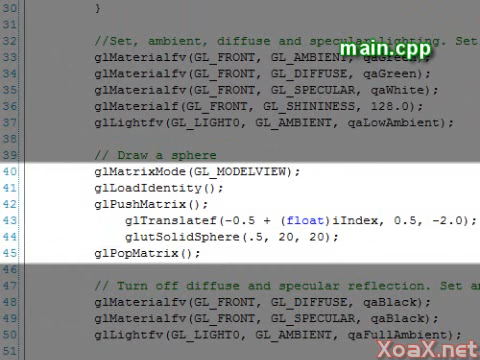 30 }
31
32 //Set, ambient, diffuse and specular lighting. Set
main.cpp
33 glMaterialfv(GL_FRONT, GL_AMBIENT, qaGreen);
34 glMaterialfv(GL_FRONT, GL_DIFFUSE, qaGreen);
35 glMaterialfv(GL_FRONT, GL_SPECULAR, qaWhite);
36 glMaterialf(GL_FRONT, GL_SHININESS, 128.0);
37 glLightfv(GL_LIGHT0, GL_AMBIENT, qaLowAmbient);
38
39 // Draw a sphere
40 glMatrixMode(GL_MODELVIEW);
41 glLoadIdentity();
42 glPushMatrix();
43 glTranslatef(-0.5 + (float)iIndex, 0.5, -2.0);
44 glutSolidSphere(.5, 20, 20);
45 glPopMatrix();
46
47 // Turn off diffuse and specular reflection. Set am
48 glMaterialfv(GL_FRONT, GL_DIFFUSE, qaBlack);
49 glMaterialfv(GL_FRONT, GL_SPECULAR, qaBlack);
50 glLightfv(GL_LIGHT0, GL_AMBIENT, qaFullAmbient);
51
XoaX.net